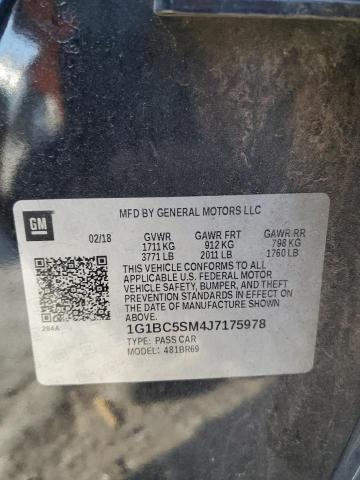 GM
MFD BY GENERAL MOTORS LLC
02/18 GVWR GAWR FRT GAWR RR
1711 KG 912 KG 798 KG
3771 LB 2011 LB 1760 LB
THIS VEHICLE CONFORMS TO ALL
APPLICABLE U.S. FEDERAL MOTOR
VEHICLE SAFETY, BUMPER, AND THEFT
PREVENTION STANDARDS IN EFFECT ON
THE DATE OF MANUFACTURE SHOWN
ABOVE.
284A 1G1BC5SM4J7175978
TYPE: PASS CAR
MODEL: 481BR69